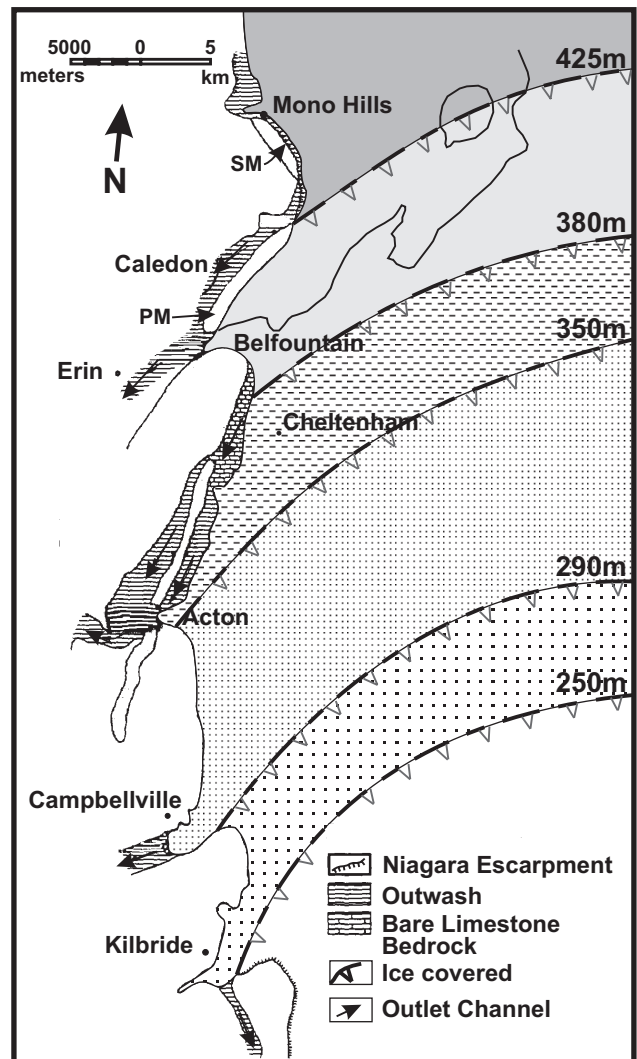 5000 0 5
meters km
425m
Mono Hills
N
SM
380m
Caledon
PM
350m
Belfountain
Erin
Cheltenham
290m
Acton
250m
Campbellville
Niagara Escarpment
Outwash
Bare Limestone
Bedrock
Kilbride
Ice covered
Outlet Channel